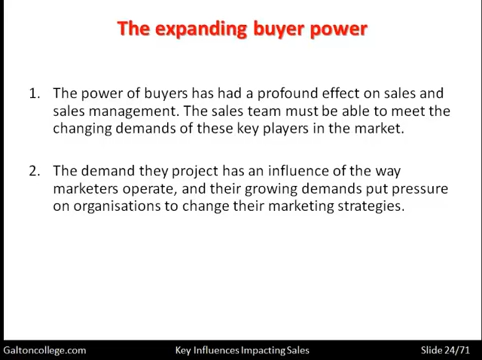 The expanding buyer power
1. The power of buyers has had a profound effect on sales and
sales management. The sales team must be able to meet the
changing demands of these key players in the market.
2. The demand they project has an influence of the way
marketers operate, and their growing demands put pressure
on organisations to change their marketing strategies.
Galtoncollege.com Key Influences Impacting Sales Slide 24/71